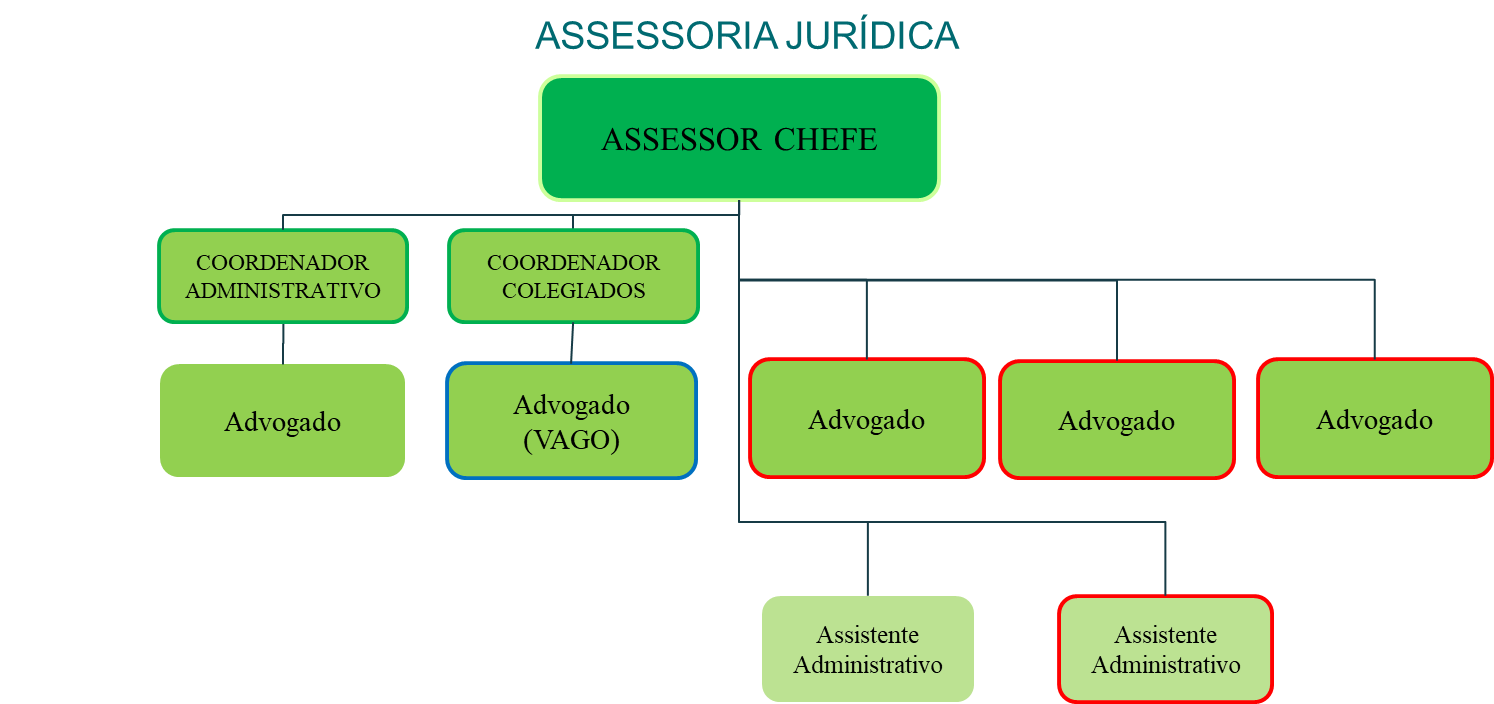 ASSESSORIA JURÍDICA
ASSESSOR CHEFE
COORDENADOR
ADMINISTRATIVO
COORDENADOR
COLEGIADOS
Advogado
Advogado
(VAGO)
Advogado
Advogado
Advogado
Assistente
Administrativo
Assistente
Administrativo